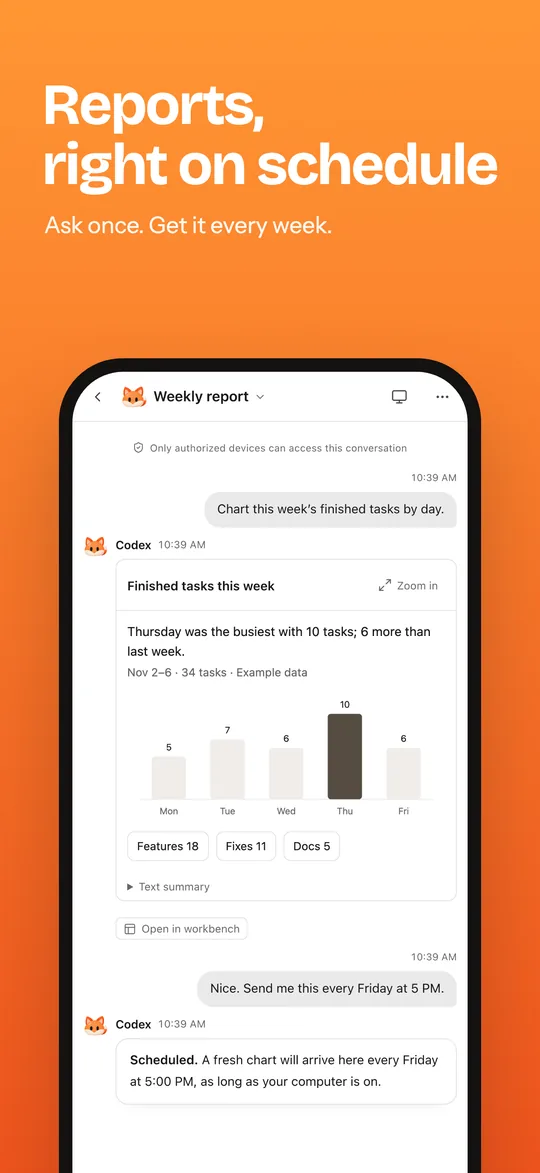 Reports,
right on schedule
Ask once. Get it every week.
Weekly report
Only authorized devices can access this conversation
10:39 AM
Chart this week's finished tasks by day.
Codex 10:39 AM
Finished tasks this week
Zoom in
Thursday was the busiest with 10 tasks; 6 more than
last week.
Nov 2–6 · 34 tasks · Example data
5 7 6 10 6
Mon Tue Wed Thu Fri
Features 18 Fixes 11 Docs 5
Text summary
Open in workbench
10:39 AM
Nice. Send me this every Friday at 5 PM.
Codex 10:39 AM
Scheduled. A fresh chart will arrive here every Friday
at 5:00 PM, as long as your computer is on.